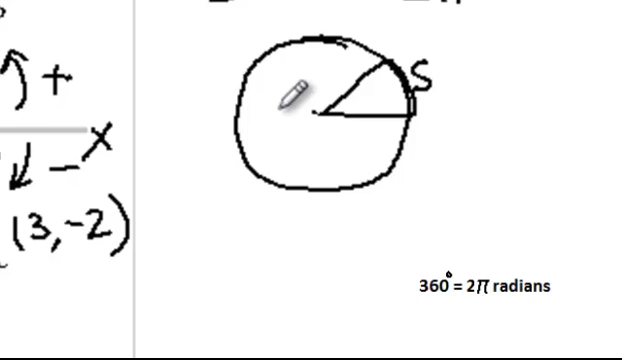 +
S
X
–
(3,-2)
360° = 2π radians